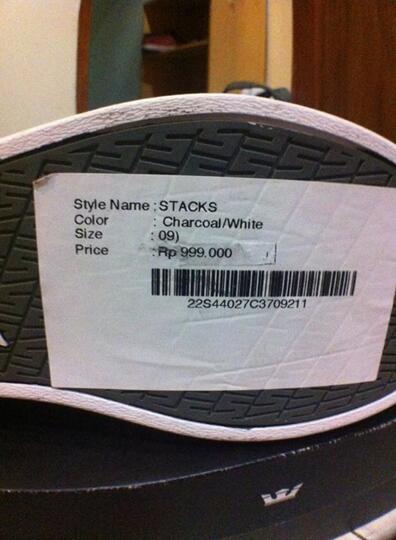 Style Name : STACKS
Color : Charcoal/White
Size : 09)
Price : Rp 999.000
22S44027C3709211